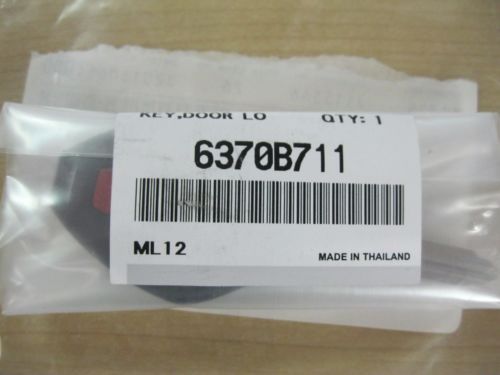 KEY,DOOR LO QTY: 1
6370B711
ML12
MADE IN THAILAND